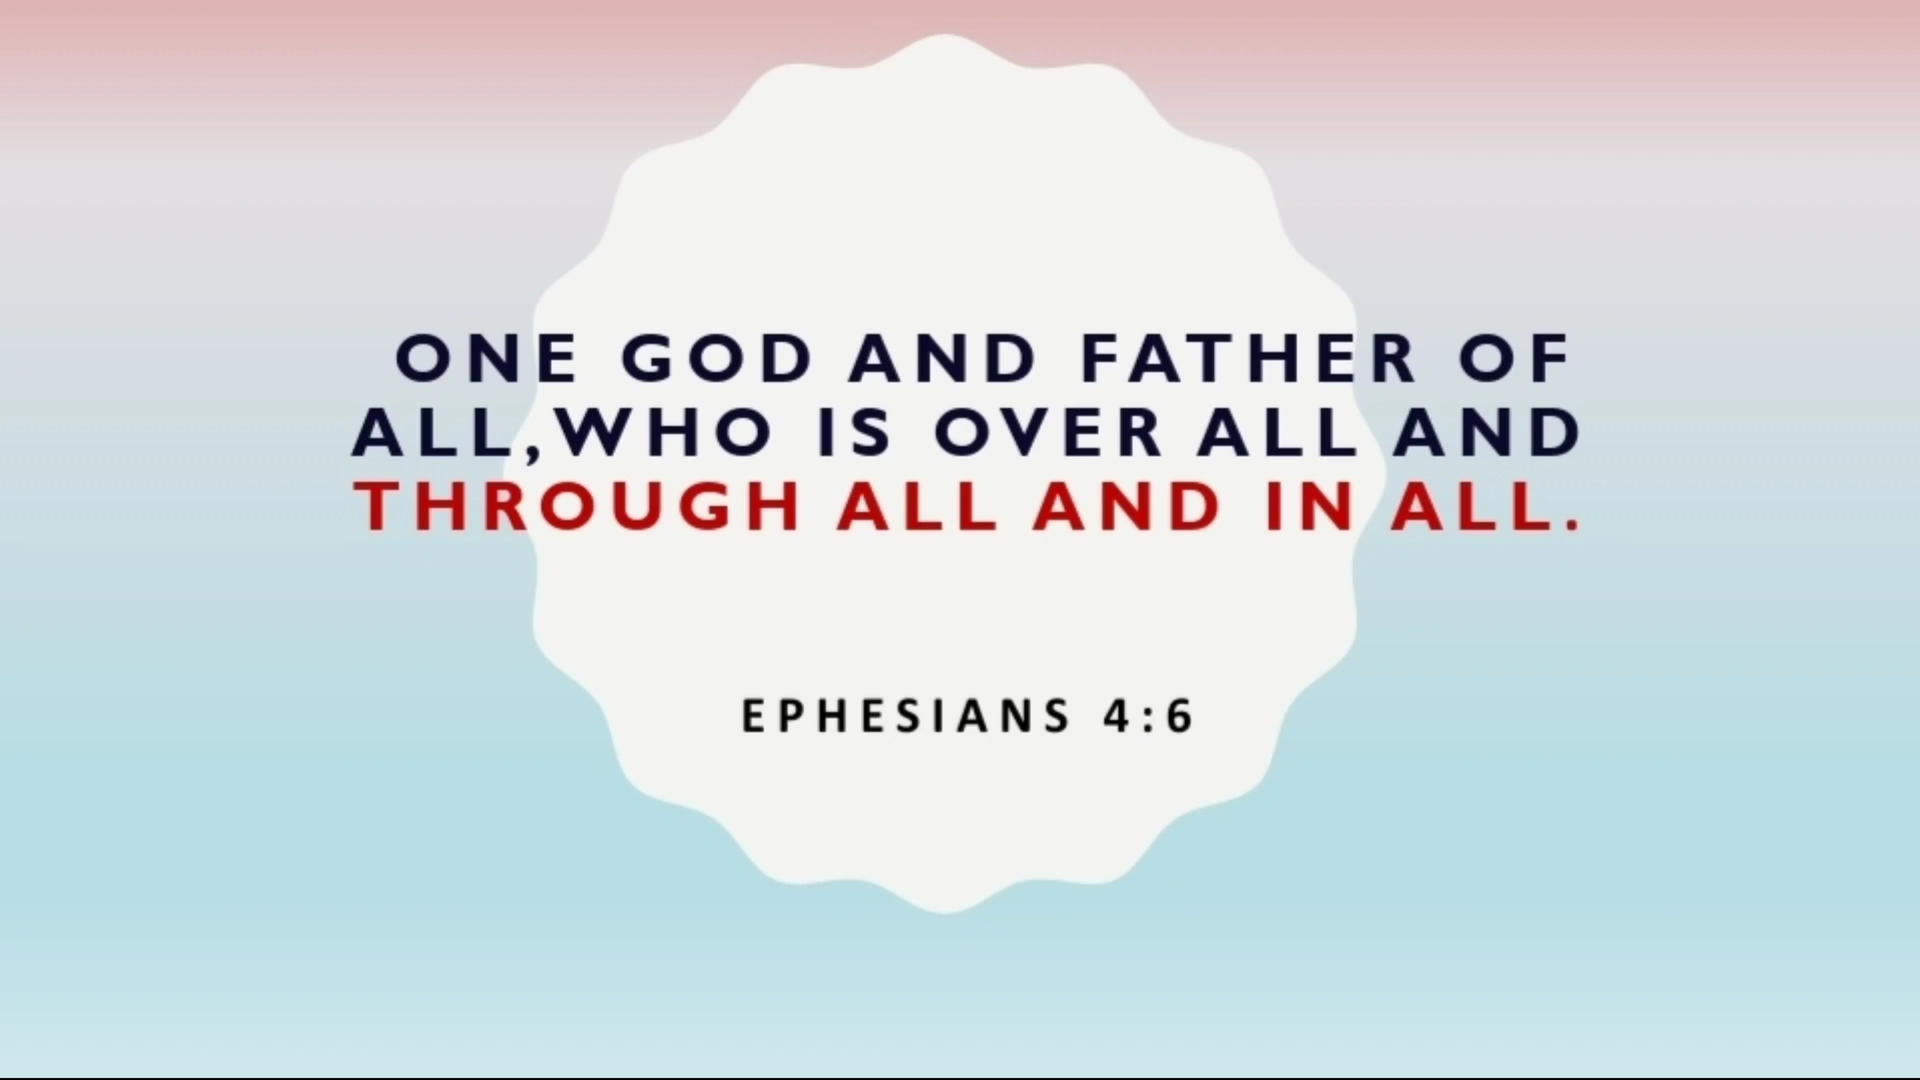 ONE GOD AND FATHER OF
ALL,WHO IS OVER ALL AND
THROUGH ALL AND IN ALL.
EPHESIANS 4:6